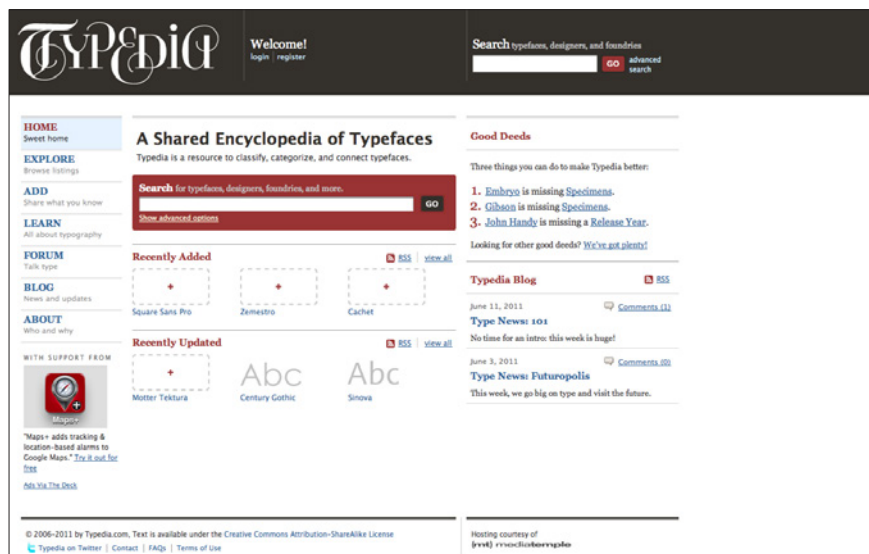 TYPEDIA
Welcome!
login | register
Search typefaces, designers, and foundries
GO
advanced
search
HOME
Sweet home
EXPLORE
Browse listings
ADD
Share what you know
LEARN
All about typography
FORUM
Talk type
BLOG
News and updates
ABOUT
Who and why
WITH SUPPORT FROM
Maps+
"Maps+ adds tracking &
location-based alarms to
Google Maps." Try it out for
free
Ads Via The Deck
A Shared Encyclopedia of Typefaces
Typedia is a resource to classify, categorize, and connect typefaces.
Search for typefaces, designers, foundries, and more.
GO
Show advanced options
Recently Added
RSS | view all
Square Sans Pro
Zemestro
Cachet
Recently Updated
RSS | view all
Abc
Abc
Motter Tektura
Century Gothic
Sinova
Good Deeds
Three things you can do to make Typedia better:
1. Embryo is missing Specimens.
2. Gibson is missing Specimens.
3. John Handy is missing a Release Year.
Looking for other good deeds? We've got plenty!
Typedia Blog
RSS
June 11, 2011
Comments (1)
Type News: 101
No time for an intro: this week is huge!
June 3, 2011
Comments (0)
Type News: Futuropolis
This week, we go big on type and visit the future.
© 2006–2011 by Typedia.com, Text is available under the Creative Commons Attribution-ShareAlike License
Typedia on Twitter | Contact | FAQs | Terms of Use
Hosting courtesy of
(mt) mediatemple